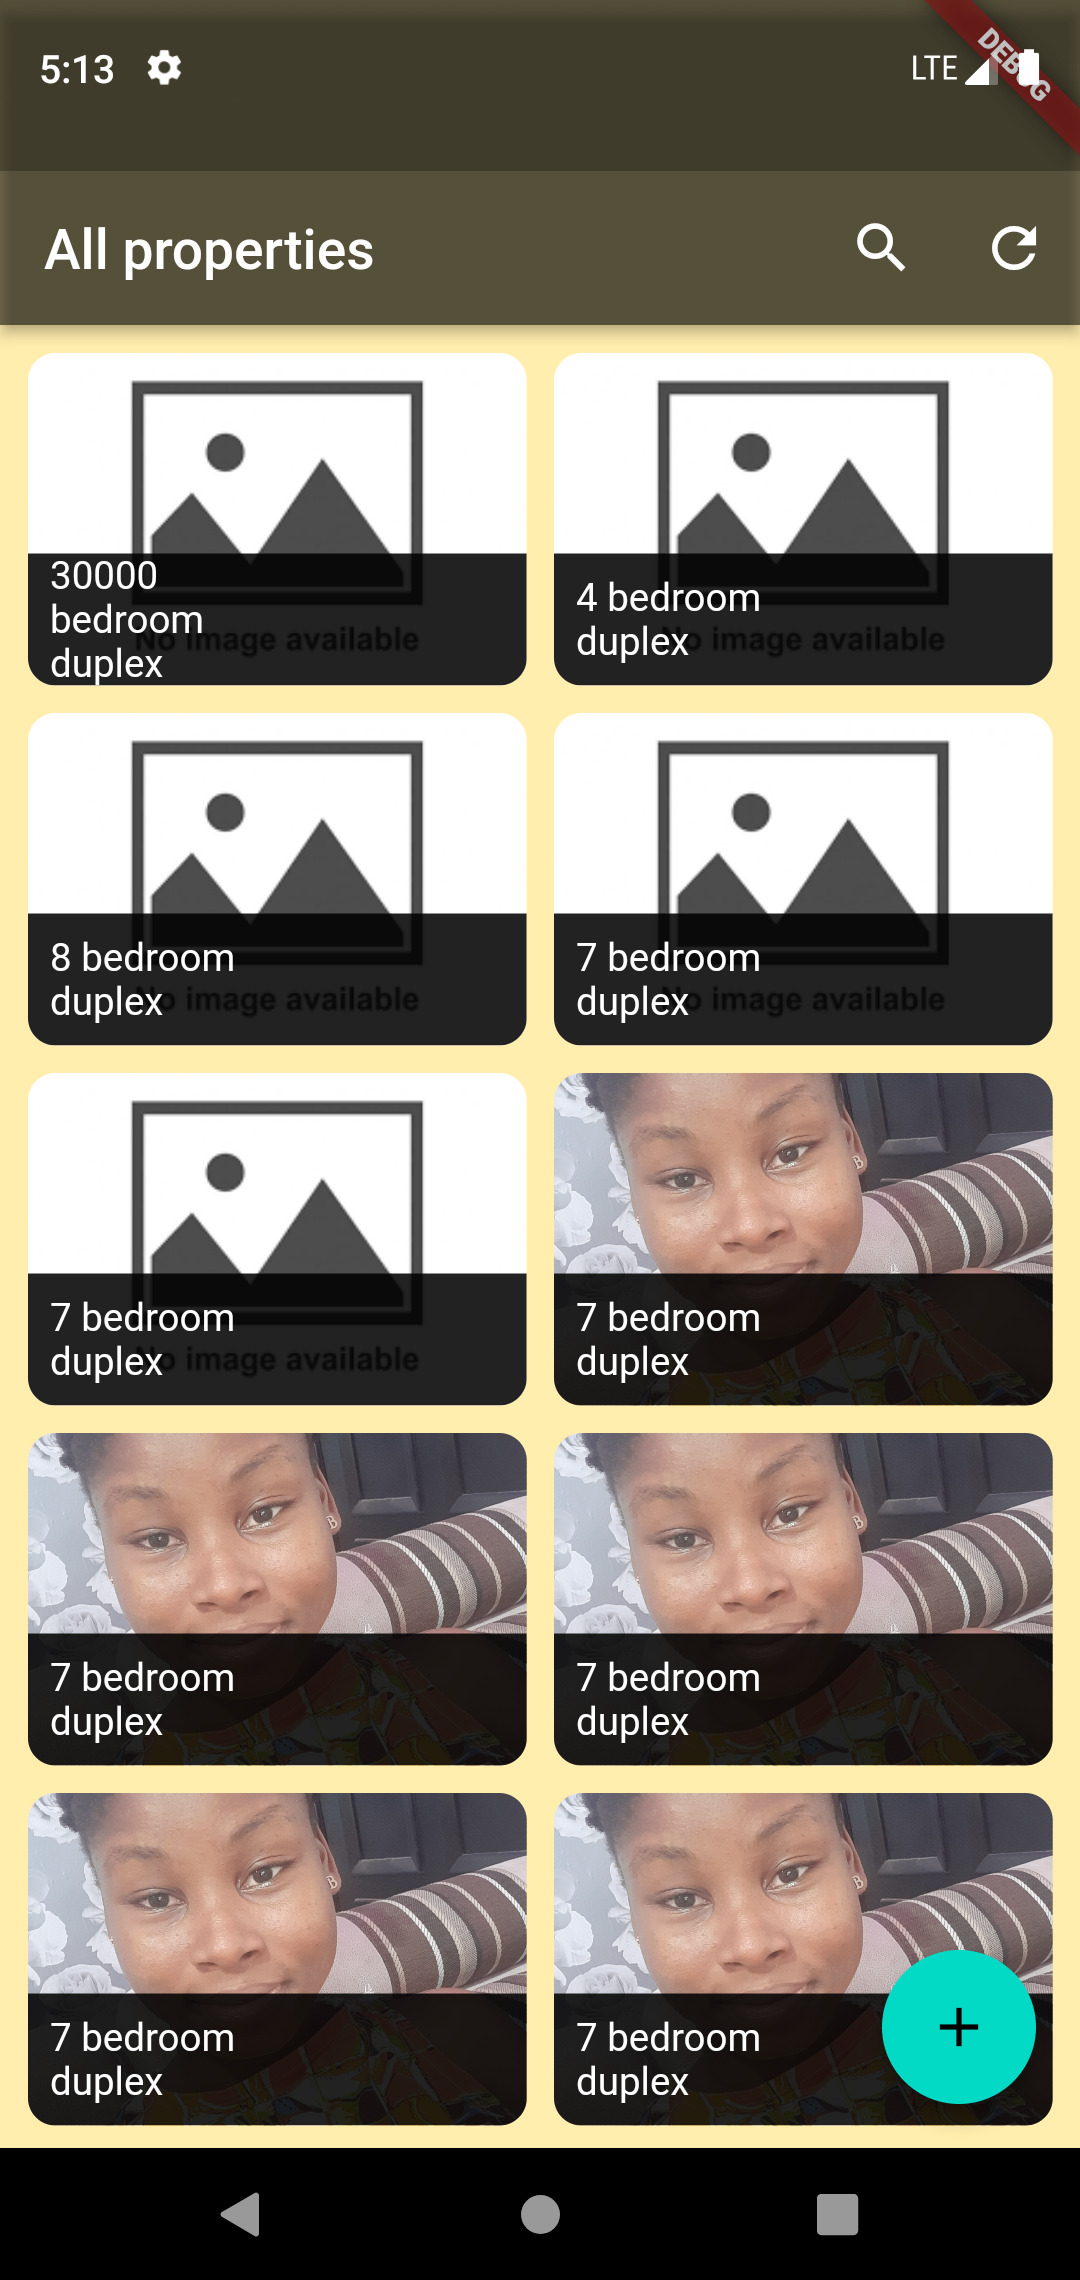 5:13
LTE
DEBUG
All properties
30000
bedroom
duplex
No image available
4 bedroom
duplex
No image available
8 bedroom
duplex
No image available
7 bedroom
duplex
No image available
7 bedroom
duplex
No image available
7 bedroom
duplex
7 bedroom
duplex
7 bedroom
duplex
7 bedroom
duplex
7 bedroom
duplex